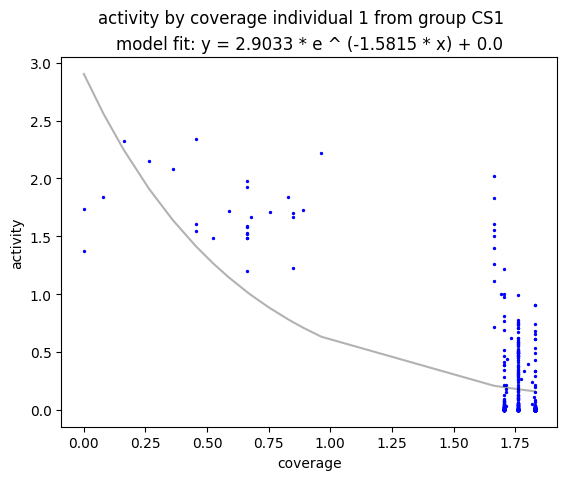 activity by coverage individual 1 from group CS1
model fit: y = 2.9033 * e ^ (-1.5815 * x) + 0.0
3.0
2.5
2.0
1.5
1.0
0.5
0.0
activity
0.00 0.25 0.50 0.75 1.00 1.25 1.50 1.75
coverage